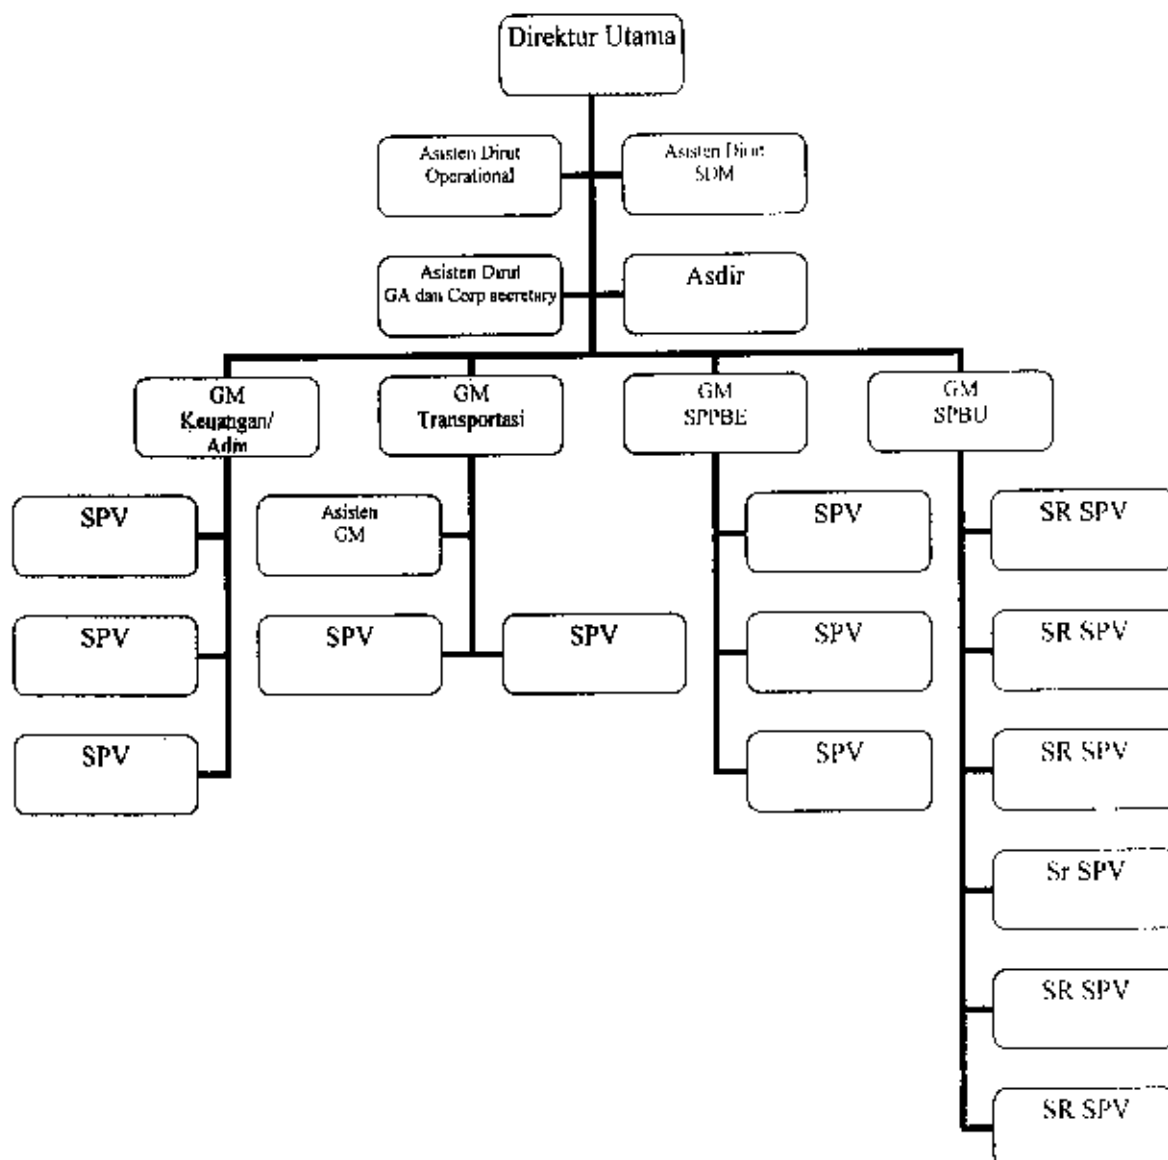 Direktur Utama
Asisten Dirut
Operational
Asisten Dirut
SDM
Asisten Dirut
GA dan Corp secretary
Asdir
GM
Keuangan/
Adm
GM
Transportasi
GM
SPPBE
GM
SPBU
SPV
Asisten
GM
SPV
SR SPV
SPV
SPV
SPV
SPV
SR SPV
SPV
SPV
SR SPV
Sr SPV
SR SPV
SR SPV